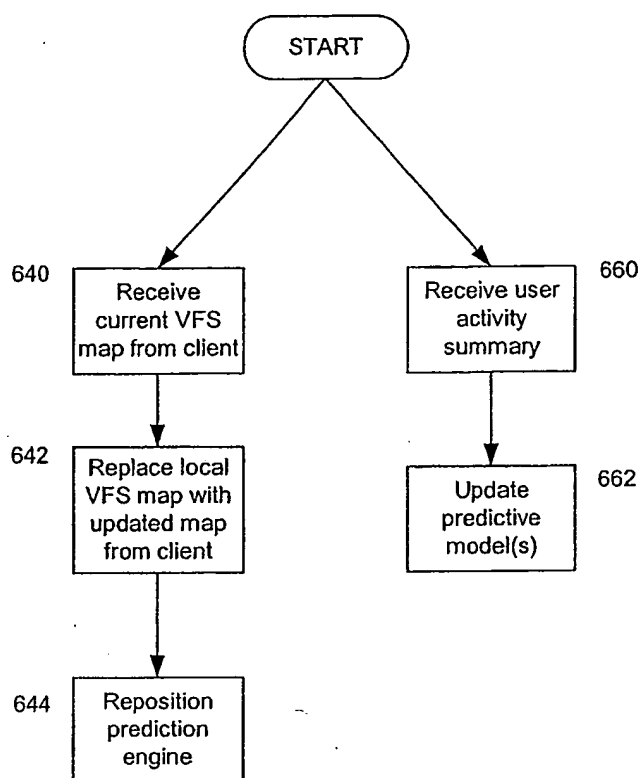 START
640
Receive
current VFS
map from client
660
Receive user
activity
summary
642
Replace local
VFS map with
updated map
from client
662
Update
predictive
model(s)
644
Reposition
prediction
engine